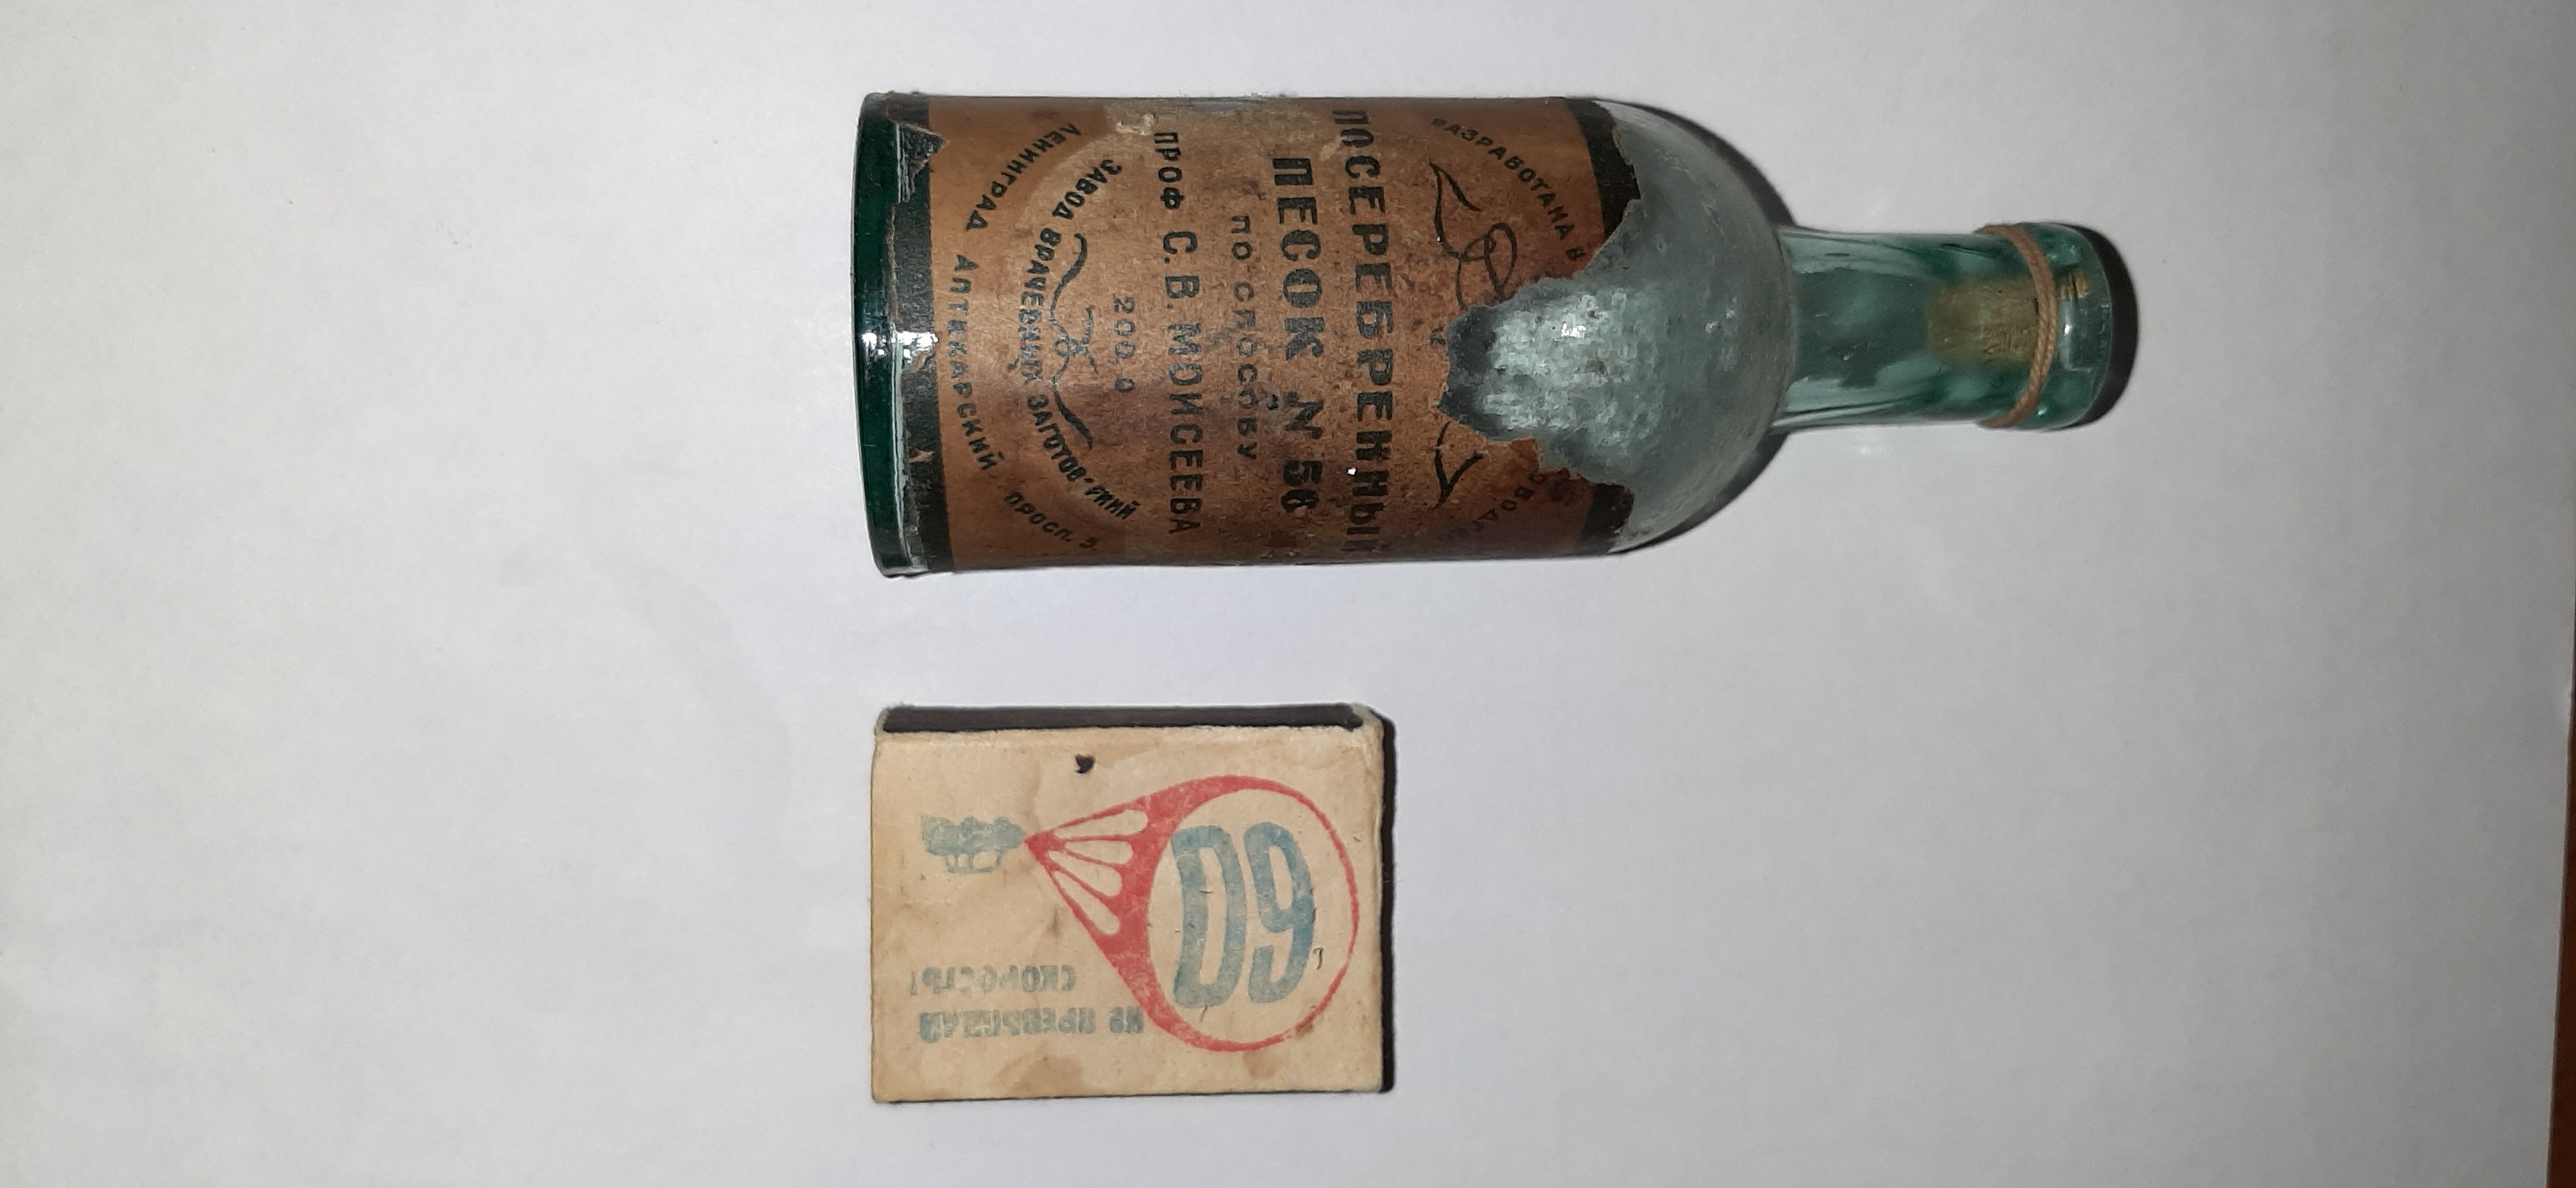 РАЗРАБОТАНА В
ПОСЕРЕБРЕННЫЙ
ПЕСОК № 56
ПО СПОСОБУ
ПРОФ С. В. МОИСЕЕВА
200,0
ЗАВОД ВРАЧЕБНЫХ
ЛЕНИНГРАД АПТЕКАРСКИЙ ПРОСП. 5.
60
НЕ ПРЕВЫШАЙ
СКОРОСТЬ!